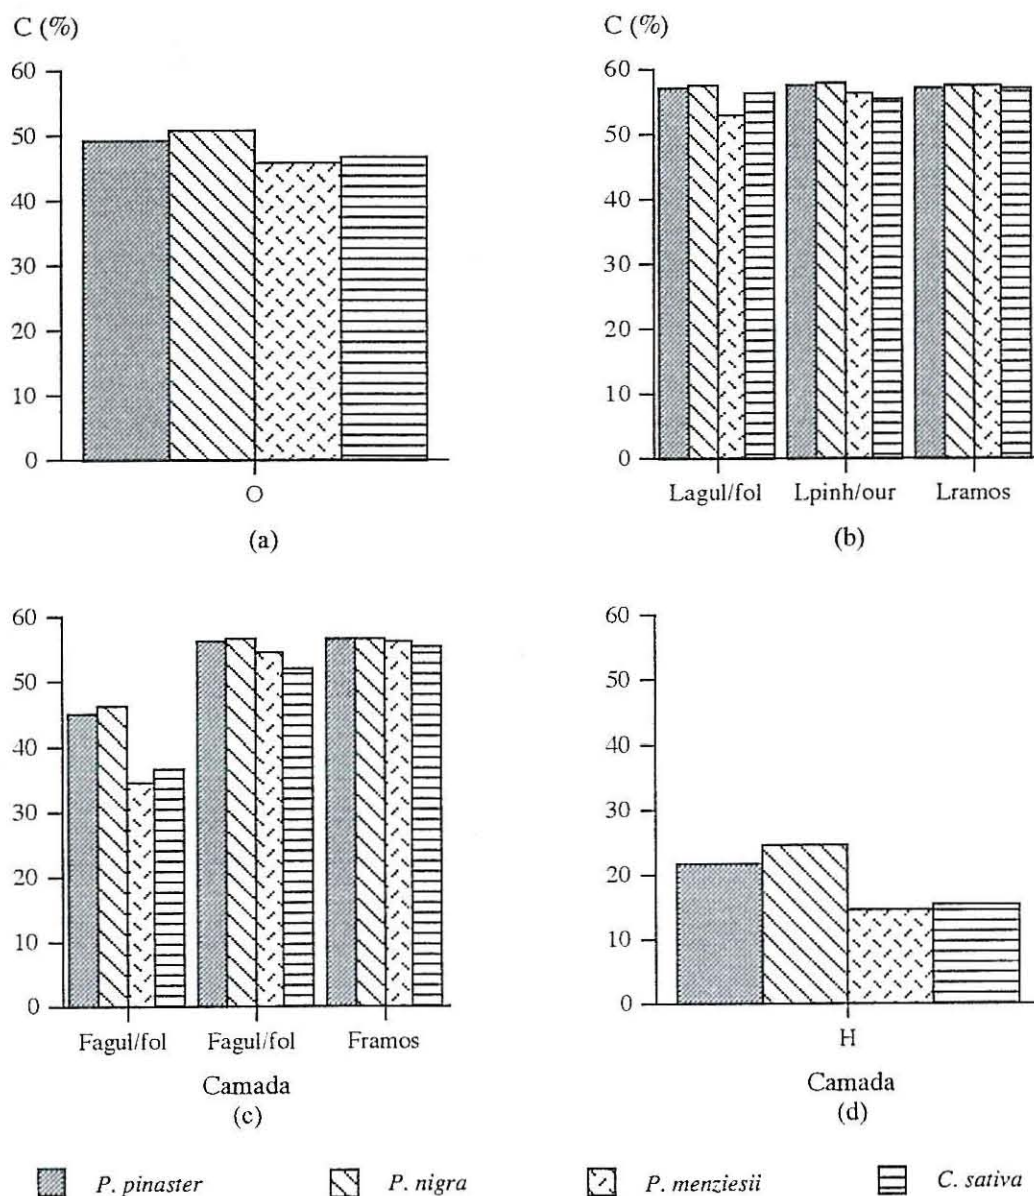 C (%)
60
50
40
30
20
10
0
O
(a)
C (%)
60
50
40
30
20
10
0
Lagul/fol Lpinh/our Lramos
(b)
60
50
40
30
20
10
0
Fagul/fol Fagul/fol Framos
Camada
(c)
60
50
40
30
20
10
0
H
Camada
(d)
P. pinaster P. nigra P. menziesii C. sativa